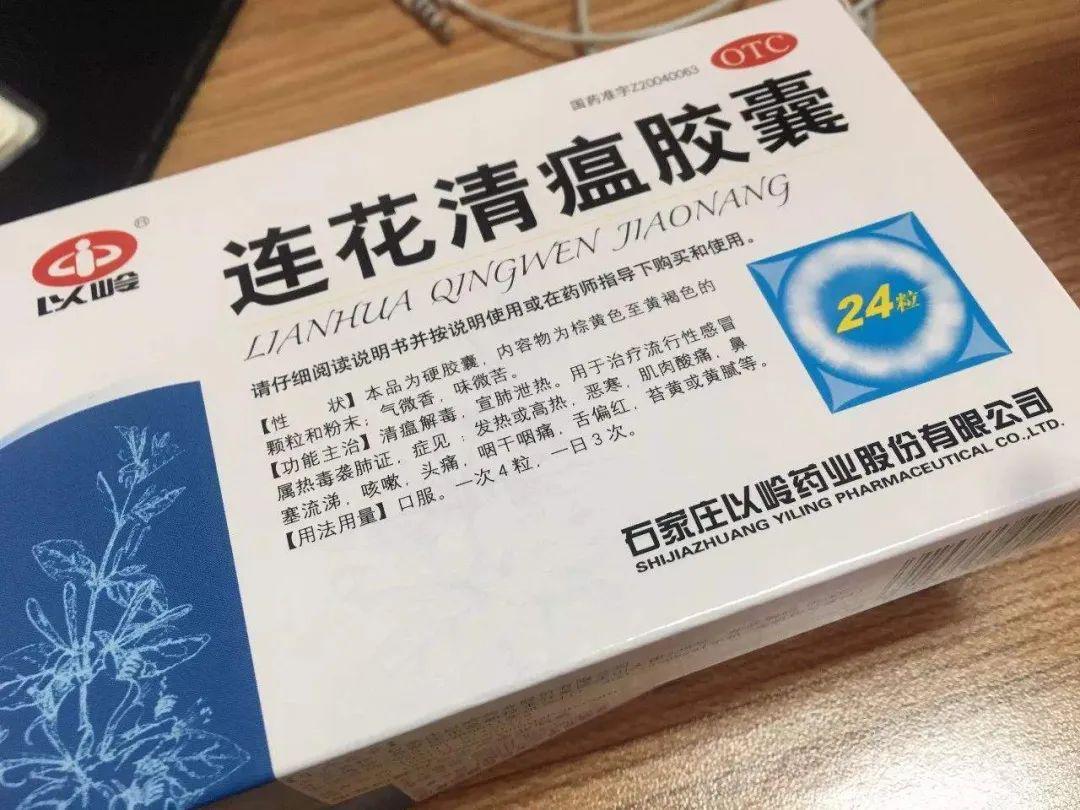 OTC
国药准字Z20040063
以岭
®
连花清瘟胶囊
LIANHUA QINGWEN JIAONANG
请仔细阅读说明书并按说明使用或在药师指导下购买和使用。
【性　　状】本品为硬胶囊，内容物为棕黄色至黄褐色的
颗粒和粉末；气微香，味微苦。
【功能主治】清瘟解毒，宣肺泄热。用于治疗流行性感冒
属热毒袭肺证，症见：发热或高热，恶寒，肌肉酸痛，鼻
塞流涕，咳嗽，头痛，咽干咽痛，舌偏红，苔黄或黄腻等。
【用法用量】口服。一次4粒，一日3次。
24粒
石家庄以岭药业股份有限公司
SHIJIAZHUANG YILING PHARMACEUTICAL CO.,LTD.